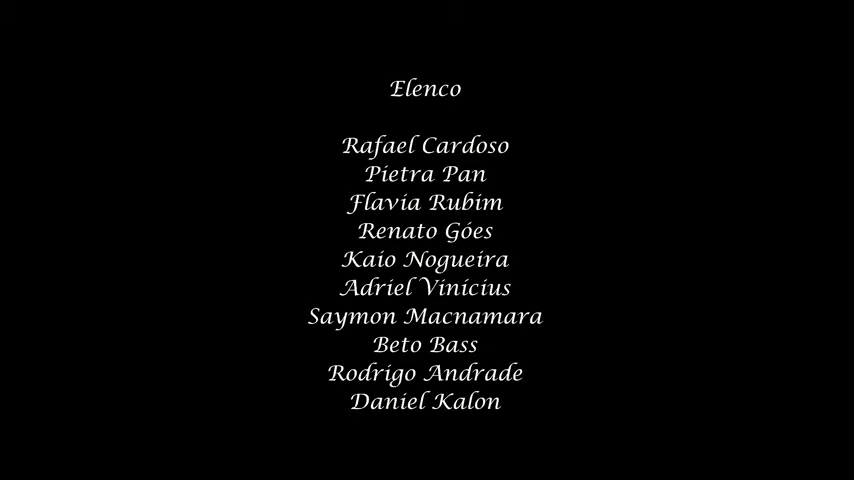 Elenco
Rafael Cardoso
Pietra Pan
Flavia Rubim
Renato Góes
Kaio Nogueira
Adriel Vinícius
Saymon Macnamara
Beto Bass
Rodrigo Andrade
Daniel Kalon